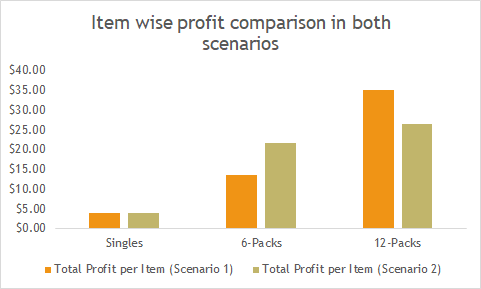 Item wise profit comparison in both
scenarios
$40.00
$35.00
$30.00
$25.00
$20.00
$15.00
$10.00
$5.00
$0.00
Singles 6-Packs 12-Packs
Total Profit per Item (Scenario 1) Total Profit per Item (Scenario 2)